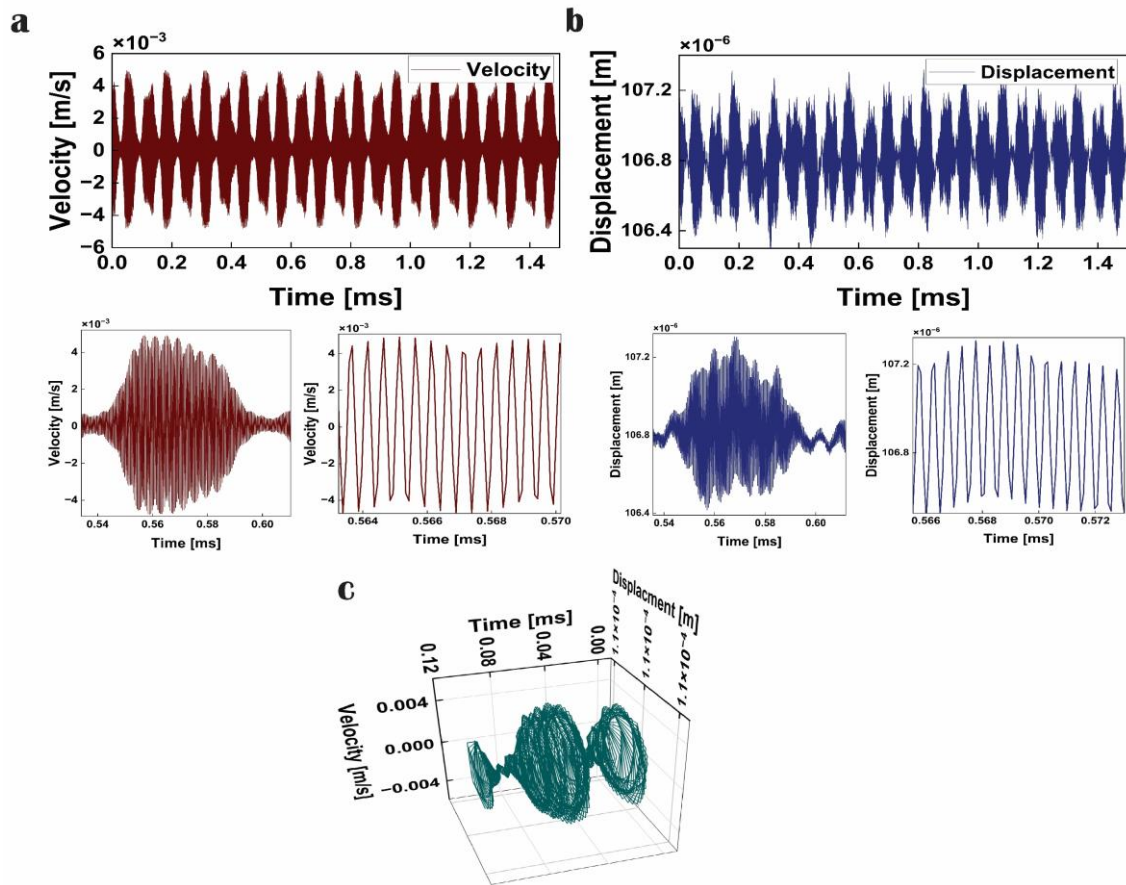 a
×10⁻³
Velocity [m/s]
6
4
2
0
−2
−4
−6
Velocity
0.0 0.2 0.4 0.6 0.8 1.0 1.2 1.4
Time [ms]
b
×10⁻⁶
Displacement [m]
107.2
106.8
106.4
Displacement
0.0 0.2 0.4 0.6 0.8 1.0 1.2 1.4
Time [ms]
×10⁻³
Velocity [m/s]
4
2
0
−2
−4
0.54 0.56 0.58 0.60
Time [ms]
×10⁻³
Velocity [m/s]
4
2
0
−2
−4
0.564 0.566 0.568 0.570
Time [ms]
×10⁻⁶
Displacement [m]
107.2
106.8
106.4
0.54 0.56 0.58 0.60
Time [ms]
×10⁻⁶
Displacement [m]
107.2
106.8
0.566 0.568 0.570 0.572
Time [ms]
c
Time [ms]
0.12 0.08 0.04 0.00
Displacment [m]
1.1×10⁻⁴ 1.1×10⁻⁴ 1.1×10⁻⁴
Velocity [m/s]
0.004
0.000
−0.004